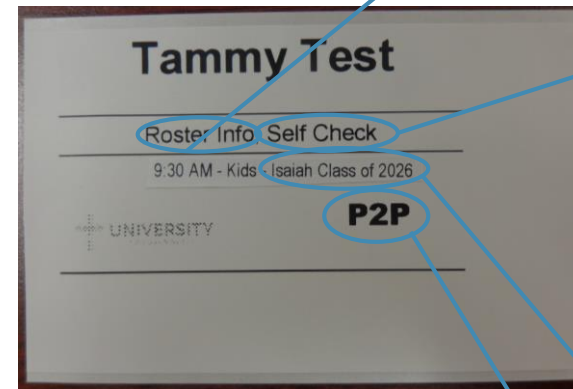 Tammy Test
Roster Info, Self Check
9:30 AM - Kids - Isaiah Class of 2026
P2P
UNIVERSITY